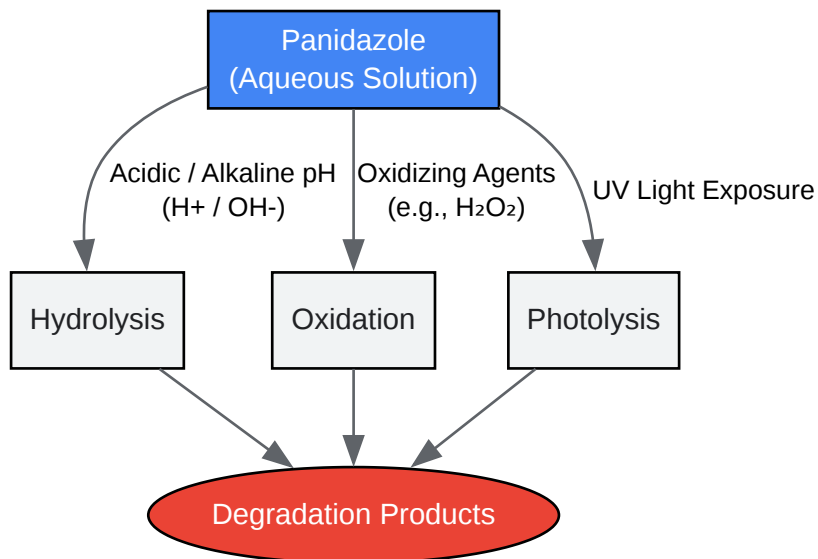 Panidazole
(Aqueous Solution)
Acidic / Alkaline pH
(H+ / OH-)
Oxidizing Agents
(e.g., H₂O₂)
UV Light Exposure
Hydrolysis
Oxidation
Photolysis
Degradation Products